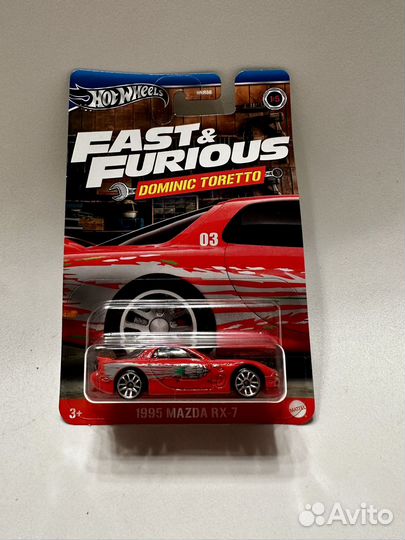 HOT WHEELS
FAST &
FURIOUS
DOMINIC TORETTO
03
1995 MAZDA RX-7
3+
MATTEL
Avito